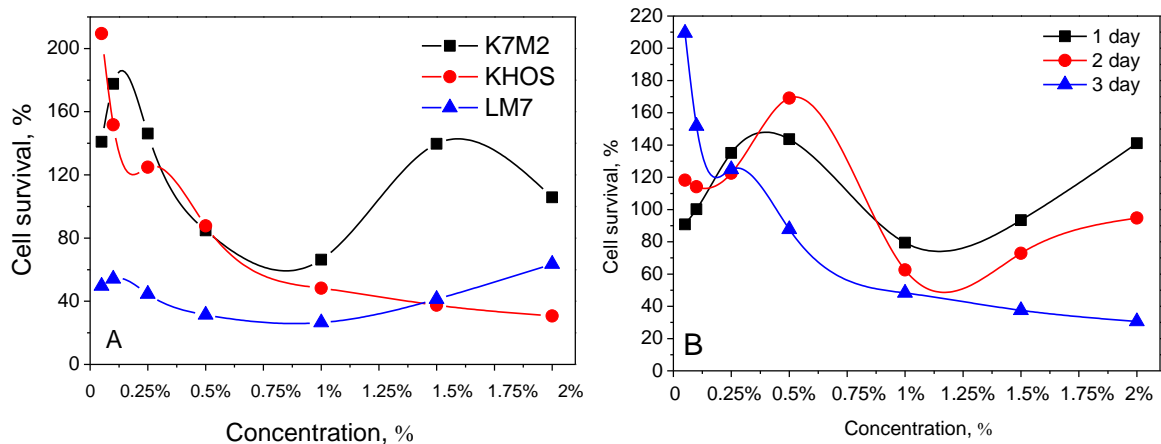 200
160
120
80
40
0
Cell survival, %
K7M2
KHOS
LM7
A
0 0.25% 0.5% 0.75% 1% 1.25% 1.5% 1.75% 2%
Concentration, %
220
200
180
160
140
120
100
80
60
40
20
0
Cell survival, %
1 day
2 day
3 day
B
0 0.25% 0.5% 0.75% 1% 1.25% 1.5% 1.75% 2%
Concentration, %